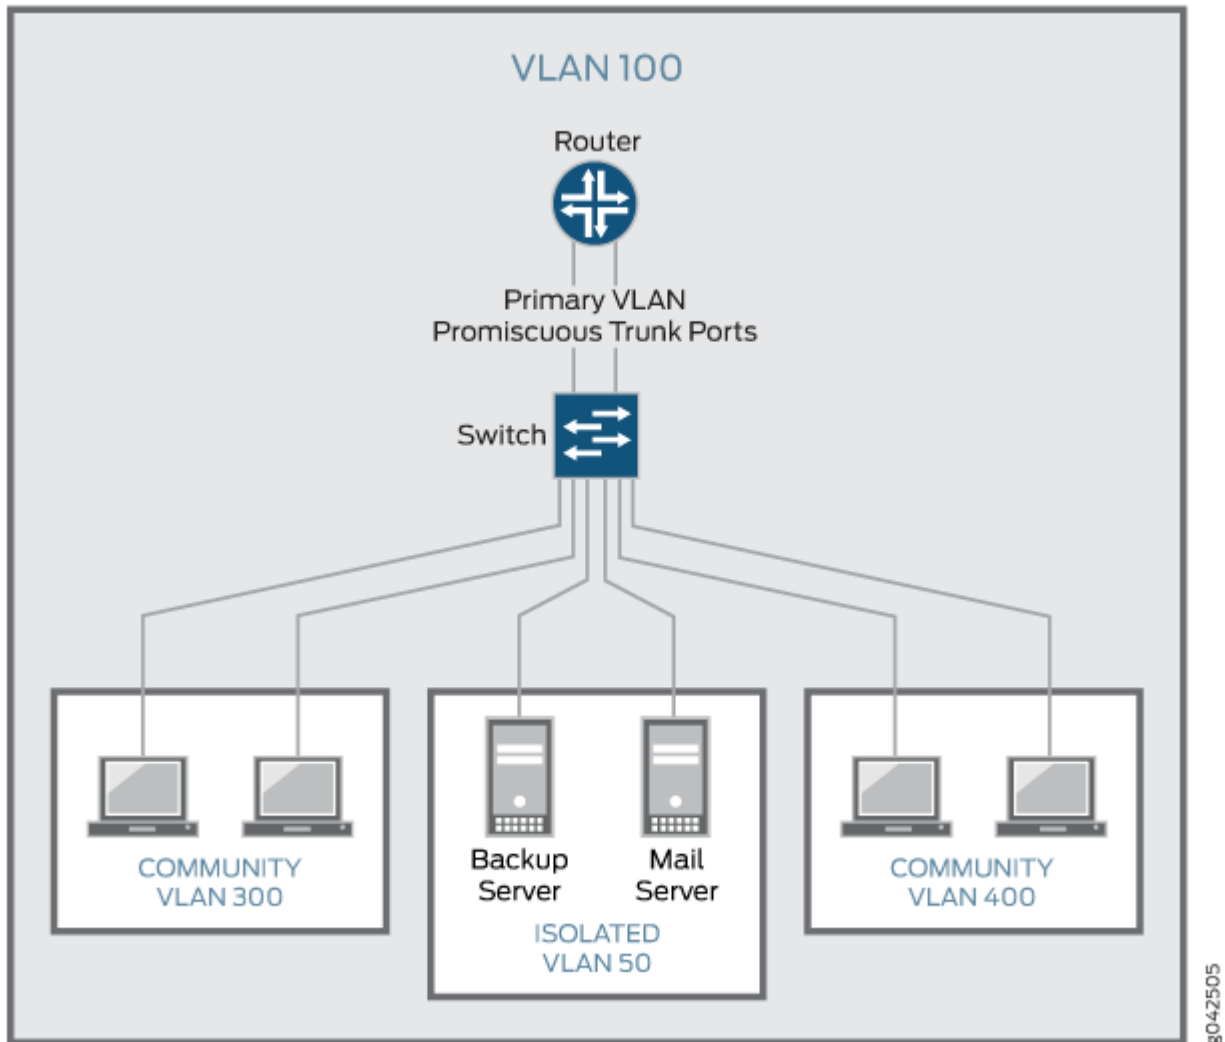 VLAN 100
Router
Primary VLAN
Promiscuous Trunk Ports
Switch
COMMUNITY
VLAN 300
Backup
Server
Mail
Server
ISOLATED
VLAN 50
COMMUNITY
VLAN 400
g042505